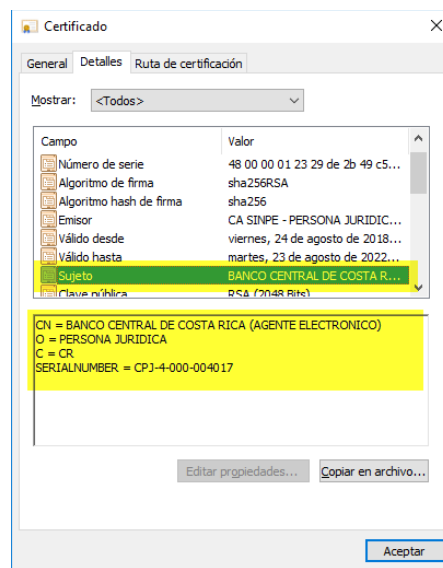 Certificado
General Detalles Ruta de certificación
Mostrar: <Todos>
Campo Valor
Número de serie 48 00 00 01 23 29 de 2b 49 c5...
Algoritmo de firma sha256RSA
Algoritmo hash de firma sha256
Emisor CA SINPE - PERSONA JURIDIC...
Válido desde viernes, 24 de agosto de 2018...
Válido hasta martes, 23 de agosto de 2022...
Sujeto BANCO CENTRAL DE COSTA R...
Clave pública RSA (2048 Bits)
CN = BANCO CENTRAL DE COSTA RICA (AGENTE ELECTRONICO)
O = PERSONA JURIDICA
C = CR
SERIALNUMBER = CPJ-4-000-004017
Editar propiedades... Copiar en archivo...
Aceptar